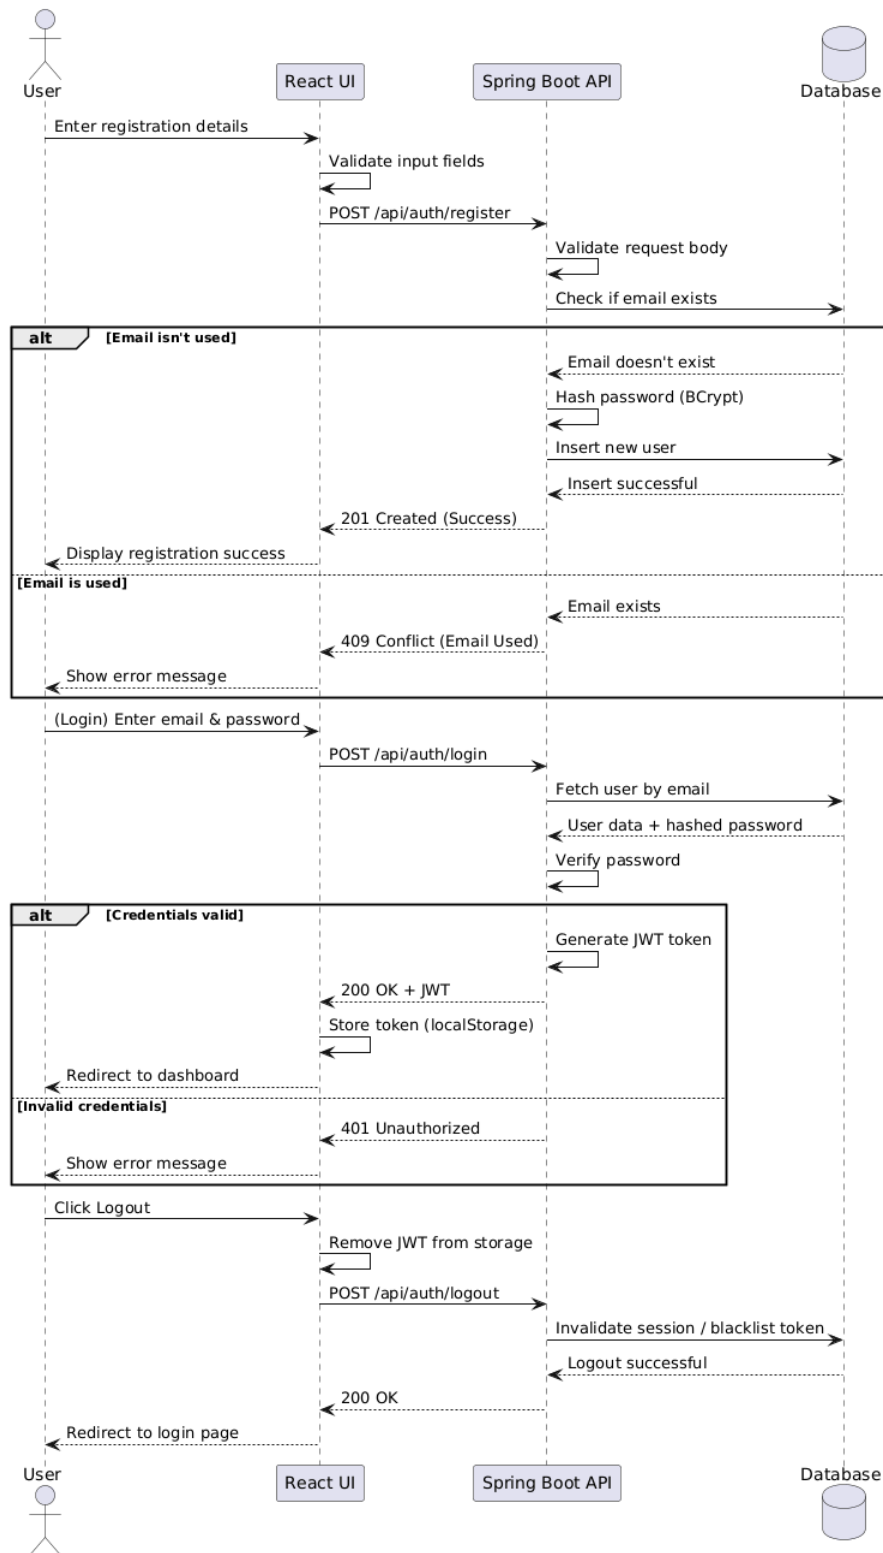 User
React UI
Spring Boot API
Database
Enter registration details
Validate input fields
POST /api/auth/register
Validate request body
Check if email exists
alt [Email isn't used]
Email doesn't exist
Hash password (BCrypt)
Insert new user
Insert successful
201 Created (Success)
Display registration success
[Email is used]
Email exists
409 Conflict (Email Used)
Show error message
(Login) Enter email & password
POST /api/auth/login
Fetch user by email
User data + hashed password
Verify password
alt [Credentials valid]
Generate JWT token
200 OK + JWT
Store token (localStorage)
Redirect to dashboard
[Invalid credentials]
401 Unauthorized
Show error message
Click Logout
Remove JWT from storage
POST /api/auth/logout
Invalidate session / blacklist token
Logout successful
200 OK
Redirect to login page
User
React UI
Spring Boot API
Database